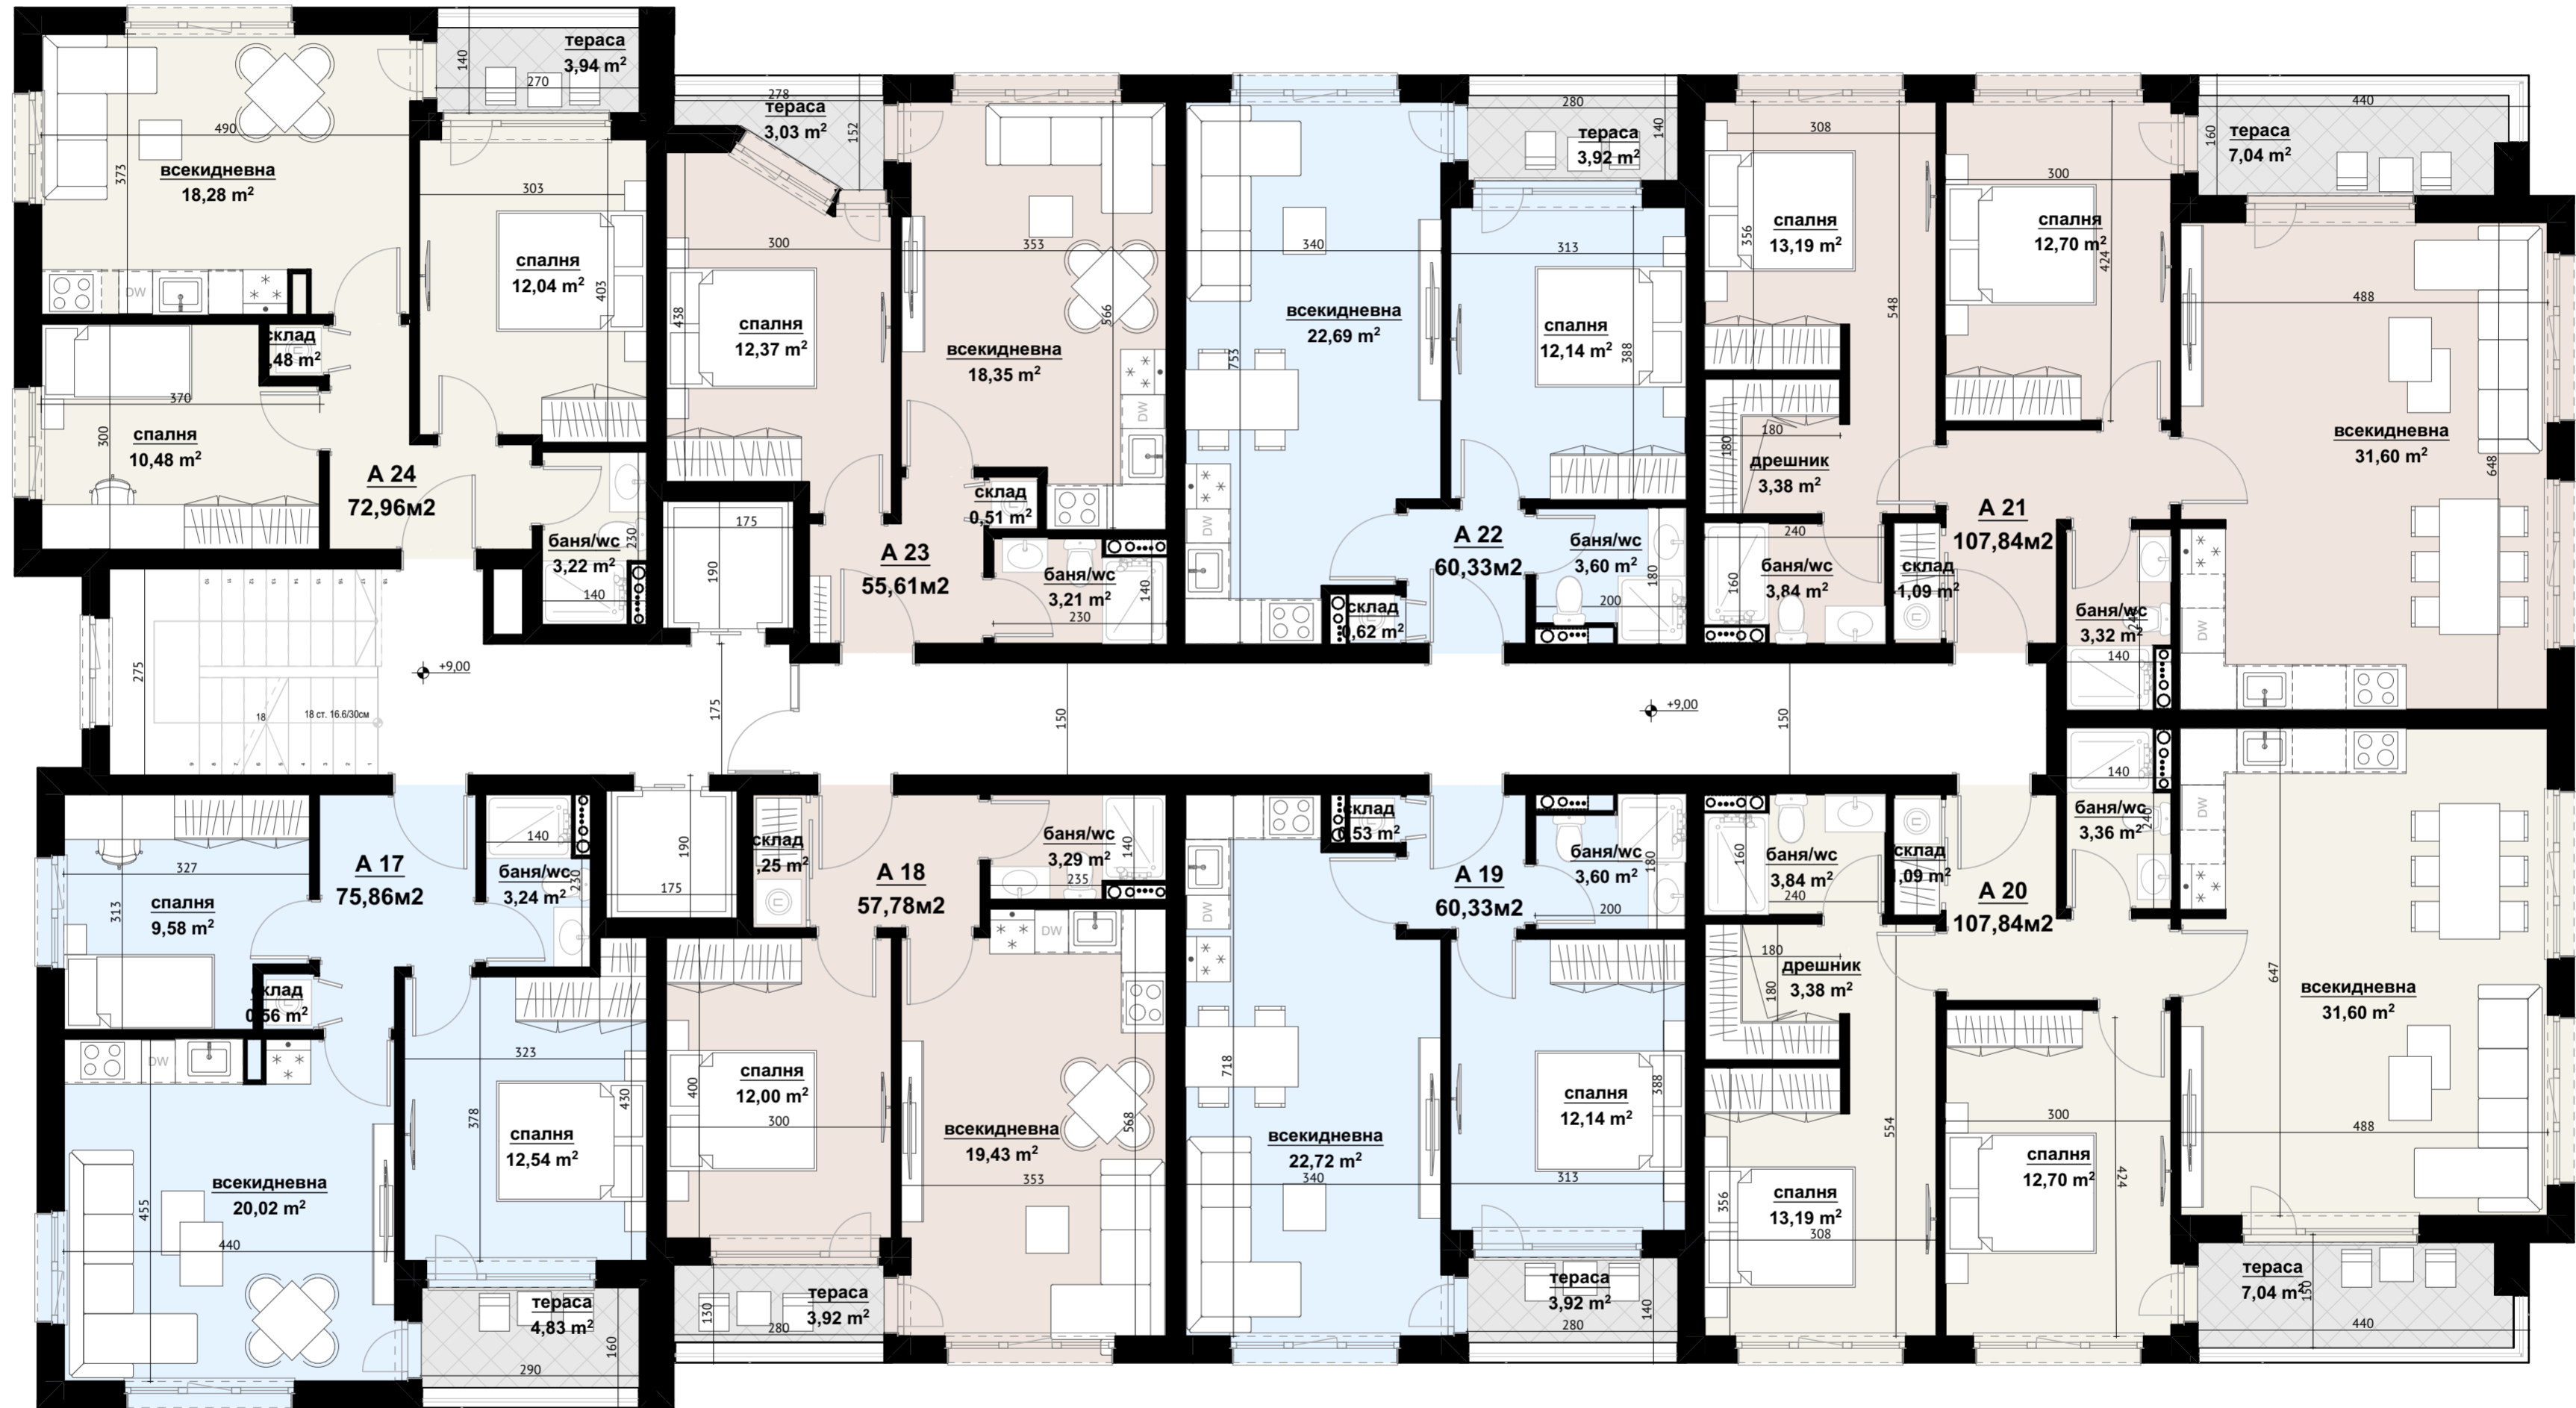 тераса
3,94 m²
140
270
490
373
всекидневна
18,28 m²
DW
303
спалня
12,04 m²
403
склад
,48 m²
370
300
спалня
10,48 m²
А 24
72,96м2
баня/wc
3,22 m²
230
140
278
тераса
3,03 m²
152
300
438
спалня
12,37 m²
353
566
всекидневна
18,35 m²
DW
склад
0,51 m²
А 23
55,61м2
баня/wc
3,21 m²
140
230
175
190
340
753
всекидневна
22,69 m²
DW
280
140
тераса
3,92 m²
313
спалня
12,14 m²
388
А 22
60,33м2
склад
0,62 m²
баня/wc
3,60 m²
180
200
308
356
548
спалня
13,19 m²
180
180
дрешник
3,38 m²
240
160
баня/wc
3,84 m²
склад
1,09 m²
300
424
спалня
12,70 m²
А 21
107,84м2
440
160
тераса
7,04 m²
488
648
всекидневна
31,60 m²
DW
баня/wc
3,32 m²
140
275
18
18 ст. 16.6/30см
+9,00
175
150
+9,00
150
327
313
спалня
9,58 m²
А 17
75,86м2
140
баня/wc
3,24 m²
230
склад
0,56 m²
DW
455
440
всекидневна
20,02 m²
323
378
430
спалня
12,54 m²
тераса
4,83 m²
160
290
190
175
склад
,25 m²
А 18
57,78м2
баня/wc
3,29 m²
140
235
DW
400
спалня
12,00 m²
300
всекидневна
19,43 m²
568
353
130
тераса
3,92 m²
280
склад
0,53 m²
А 19
60,33м2
баня/wc
3,60 m²
180
200
DW
718
всекидневна
22,72 m²
340
388
спалня
12,14 m²
313
тераса
3,92 m²
140
280
160
баня/wc
3,84 m²
240
склад
1,09 m²
180
дрешник
3,38 m²
180
554
356
спалня
13,19 m²
308
А 20
107,84м2
140
баня/wc
3,36 m²
240
DW
647
всекидневна
31,60 m²
488
300
424
спалня
12,70 m²
тераса
7,04 m²
150
440